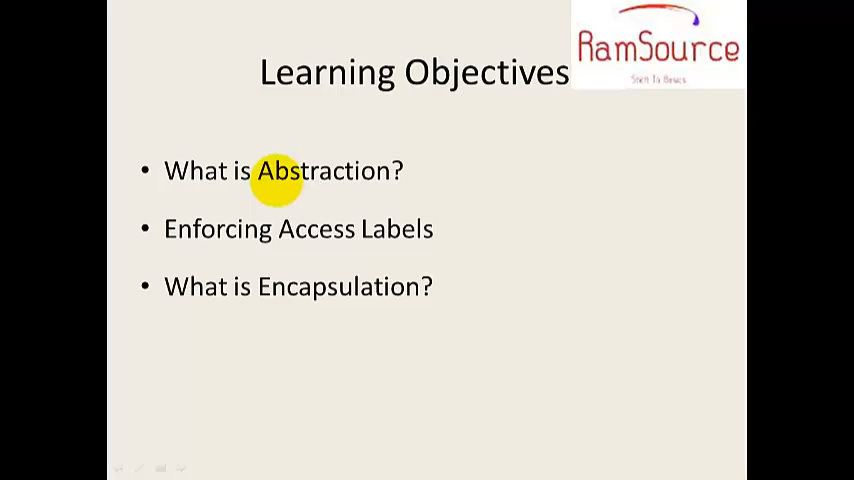 RamSource
Learning Objectives
• What is Abstraction?
• Enforcing Access Labels
• What is Encapsulation?